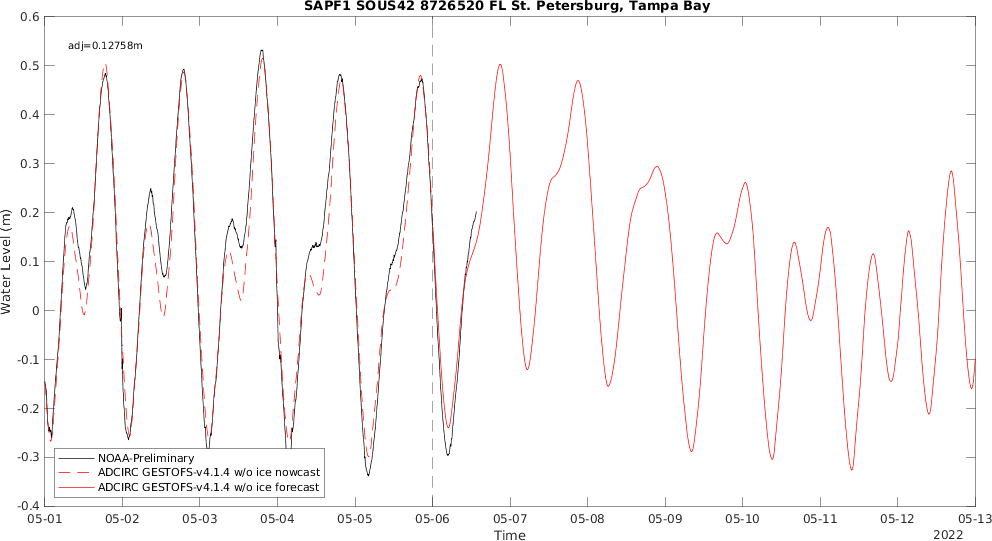 SAPF1 SOUS42 8726520 FL St. Petersburg, Tampa Bay
adj=0.12758m
0.6
0.5
0.4
0.3
0.2
0.1
0
-0.1
-0.2
-0.3
-0.4
Water Level (m)
NOAA-Preliminary
ADCIRC GESTOFS-v4.1.4 w/o ice nowcast
ADCIRC GESTOFS-v4.1.4 w/o ice forecast
05-01 05-02 05-03 05-04 05-05 05-06 05-07 05-08 05-09 05-10 05-11 05-12 05-13
Time
2022